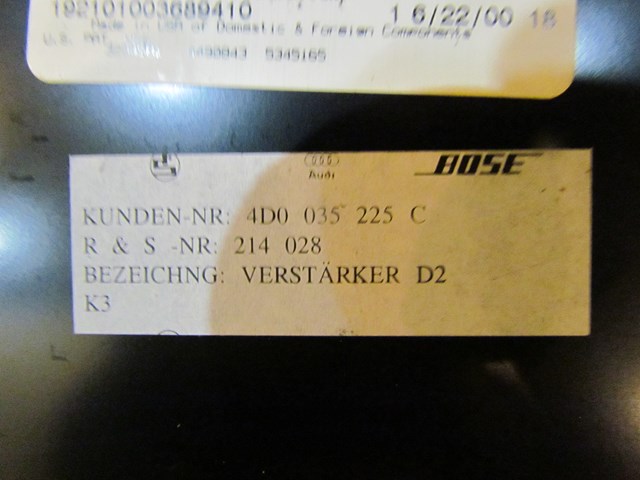 192101003689410 1 6/22/00 18
Made in USA of Domestic & Foreign Components
U.S. PAT. 5345165
Audi BOSE
KUNDEN-NR: 4D0 035 225 C
R & S -NR: 214 028
BEZEICHNG: VERSTÄRKER D2
K3